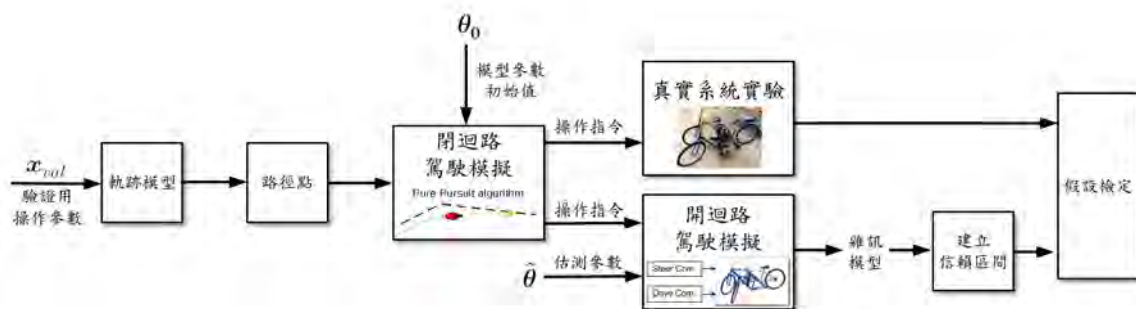 θ₀
模型參數
初始值
x_val
驗證用
操作參數
軌跡模型
路徑點
閉迴路
駕駛模擬
Pure Pursuit algorithm
操作指令
真實系統實驗
操作指令
θ̂ 估測參數
開迴路
駕駛模擬
Steer Com
Drive Com
雜訊
模型
建立
信賴區間
假設檢定